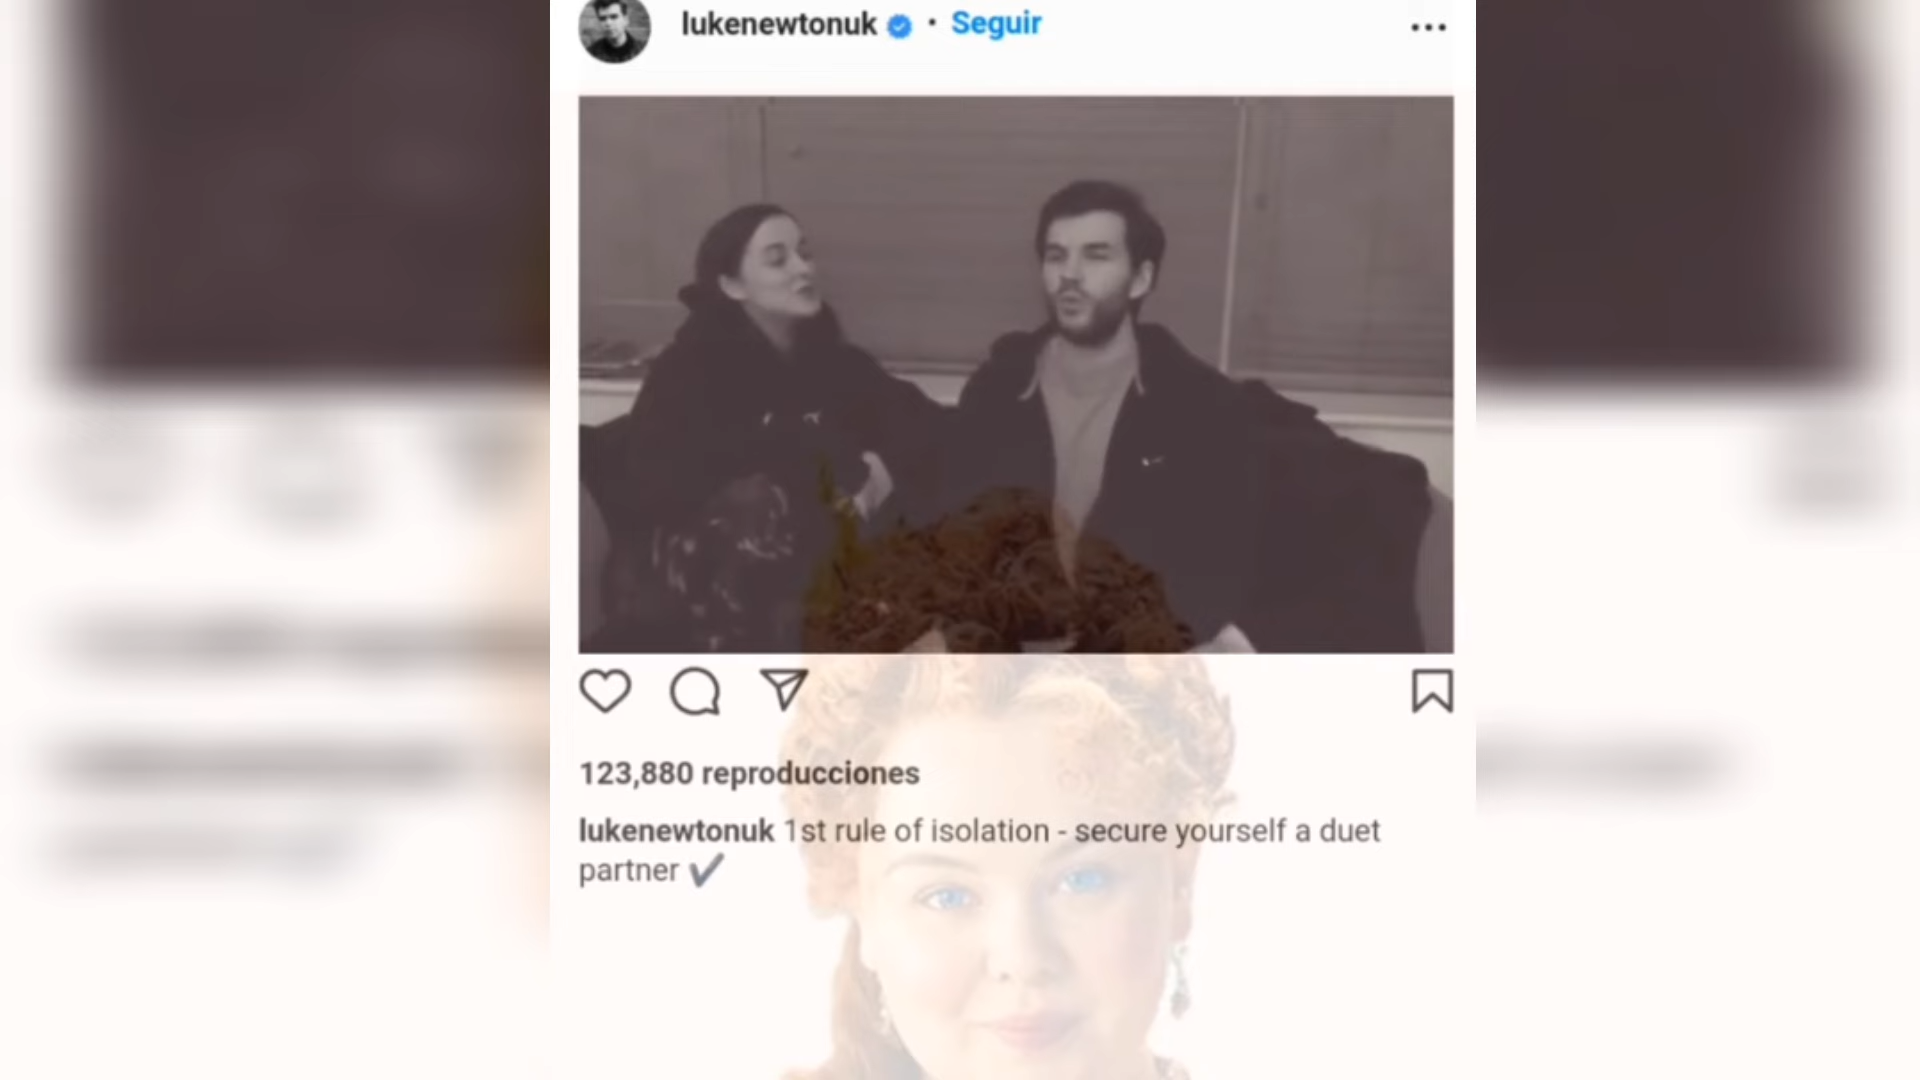 lukenewtonuk • Seguir
123,880 reproducciones
lukenewtonuk 1st rule of isolation - secure yourself a duet
partner ✔